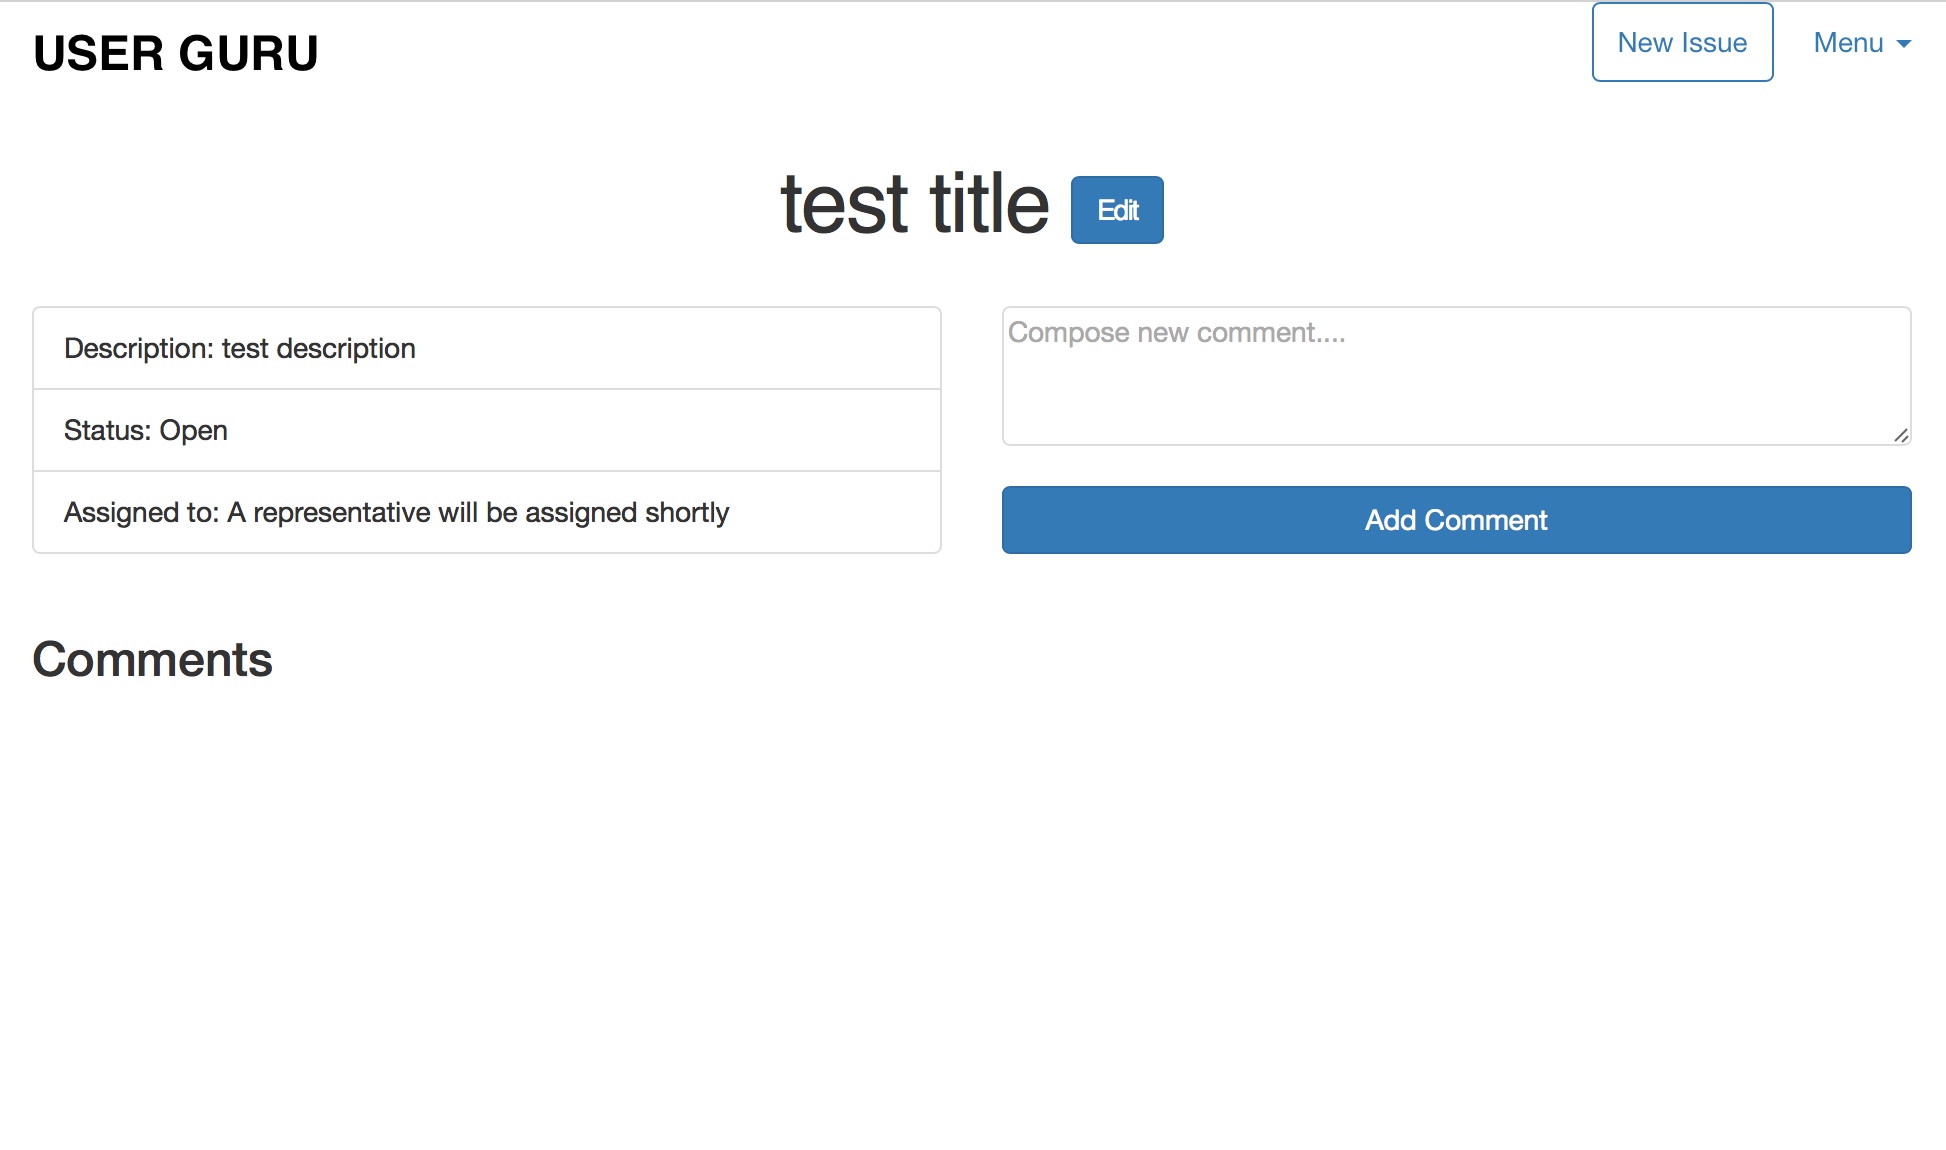 USER GURU
New Issue
Menu
test title
Edit
Description: test description
Status: Open
Assigned to: A representative will be assigned shortly
Compose new comment....
Add Comment
Comments